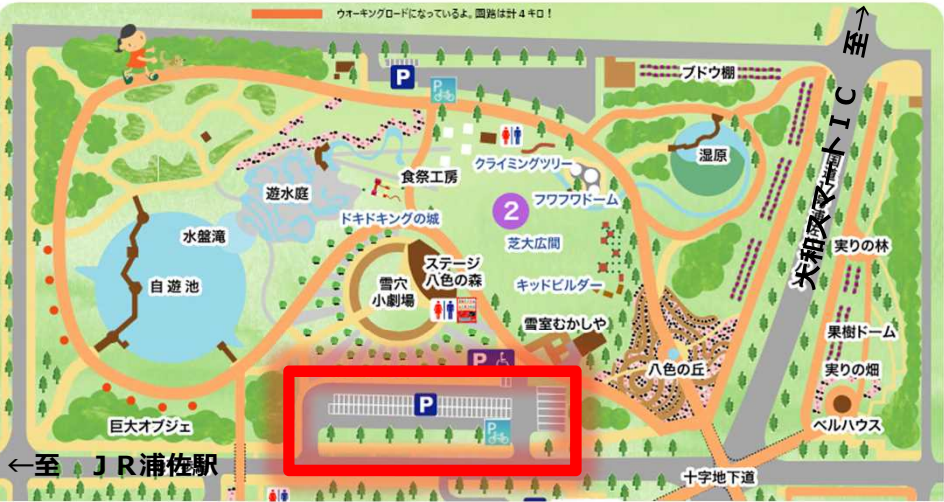 ウオーキングロードになっているよ。園路は計４キロ！
至→
大和スマートＩＣ
P
P
ブドウ棚
湿原
クライミングツリー
食祭工房
遊水庭
フワフワドーム
2
ドキドキングの城
水盤滝
芝大広間
実りの林
ステージ
八色の森
自遊池
雪穴
小劇場
キッドビルダー
雪室むかしや
果樹ドーム
P
八色の丘
実りの畑
P
P
巨大オブジェ
ベルハウス
←至　ＪＲ浦佐駅
十字地下道